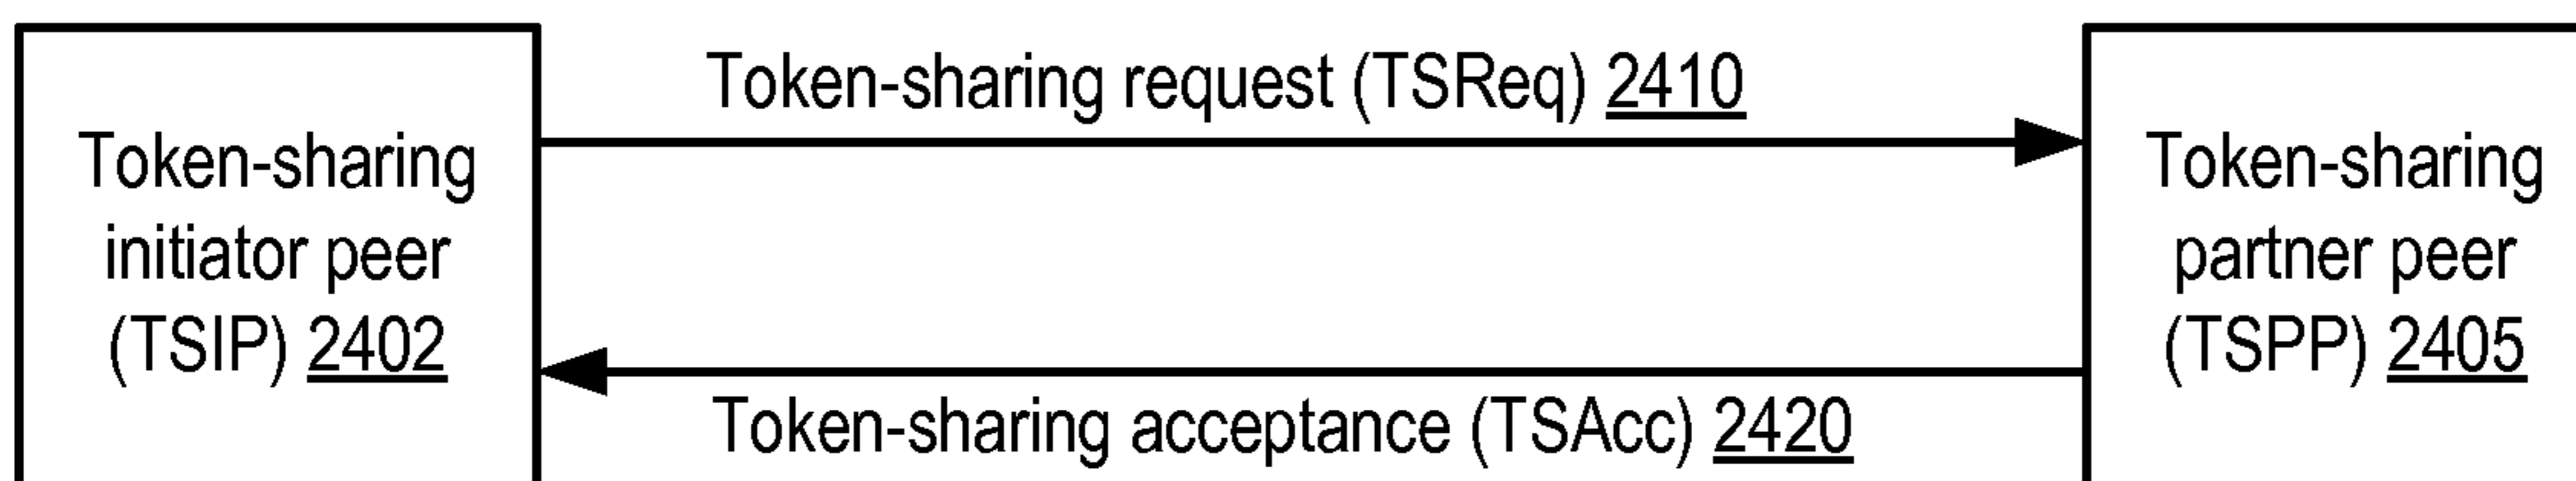 Token-sharing request (TSReq) 2410
Token-sharing
initiator peer
(TSIP) 2402
Token-sharing
partner peer
(TSPP) 2405
Token-sharing acceptance (TSAcc) 2420